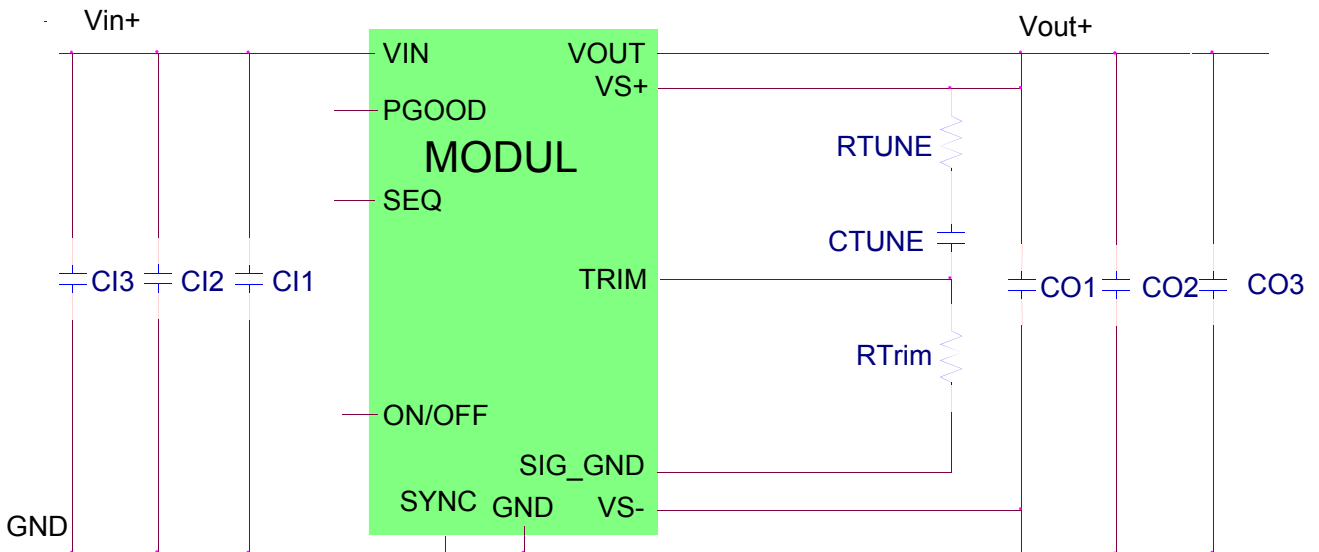 Vin+
Vout+
VIN
VOUT
VS+
PGOOD
MODUL
RTUNE
SEQ
CTUNE
TRIM
CI3
CI2
CI1
CO1
CO2
CO3
RTrim
ON/OFF
SIG_GND
SYNC
GND
VS-
GND